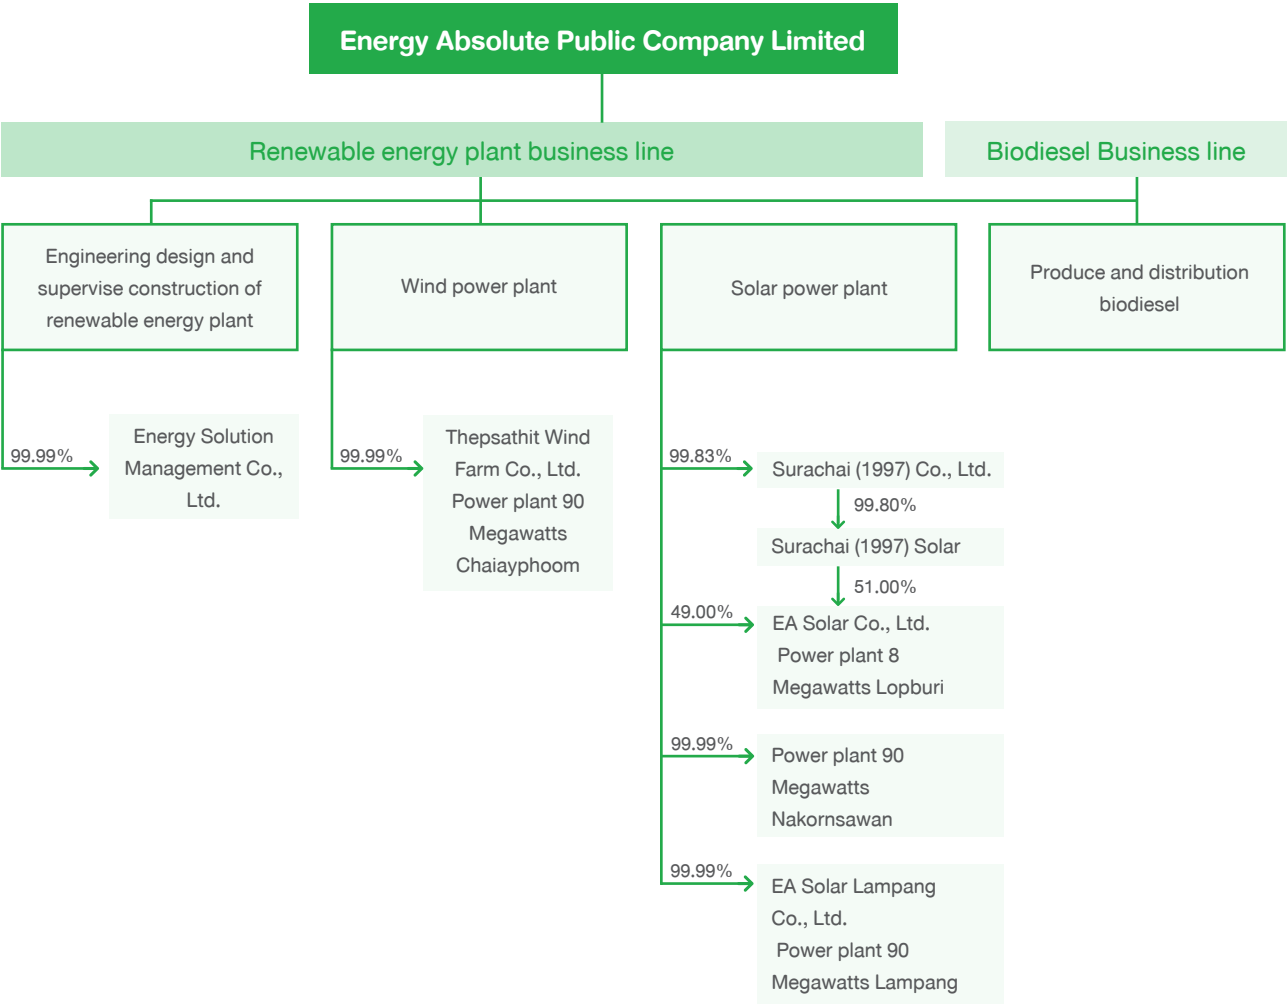 Energy Absolute Public Company Limited
Renewable energy plant business line
Biodiesel Business line
Engineering design and
supervise construction of
renewable energy plant
Wind power plant
Solar power plant
Produce and distribution
biodiesel
99.99%
Energy Solution
Management Co.,
Ltd.
99.99%
Thepsathit Wind
Farm Co., Ltd.
Power plant 90
Megawatts
Chaiayphoom
99.83%
Surachai (1997) Co., Ltd.
99.80%
Surachai (1997) Solar
51.00%
49.00%
EA Solar Co., Ltd.
Power plant 8
Megawatts Lopburi
99.99%
Power plant 90
Megawatts
Nakornsawan
99.99%
EA Solar Lampang
Co., Ltd.
Power plant 90
Megawatts Lampang